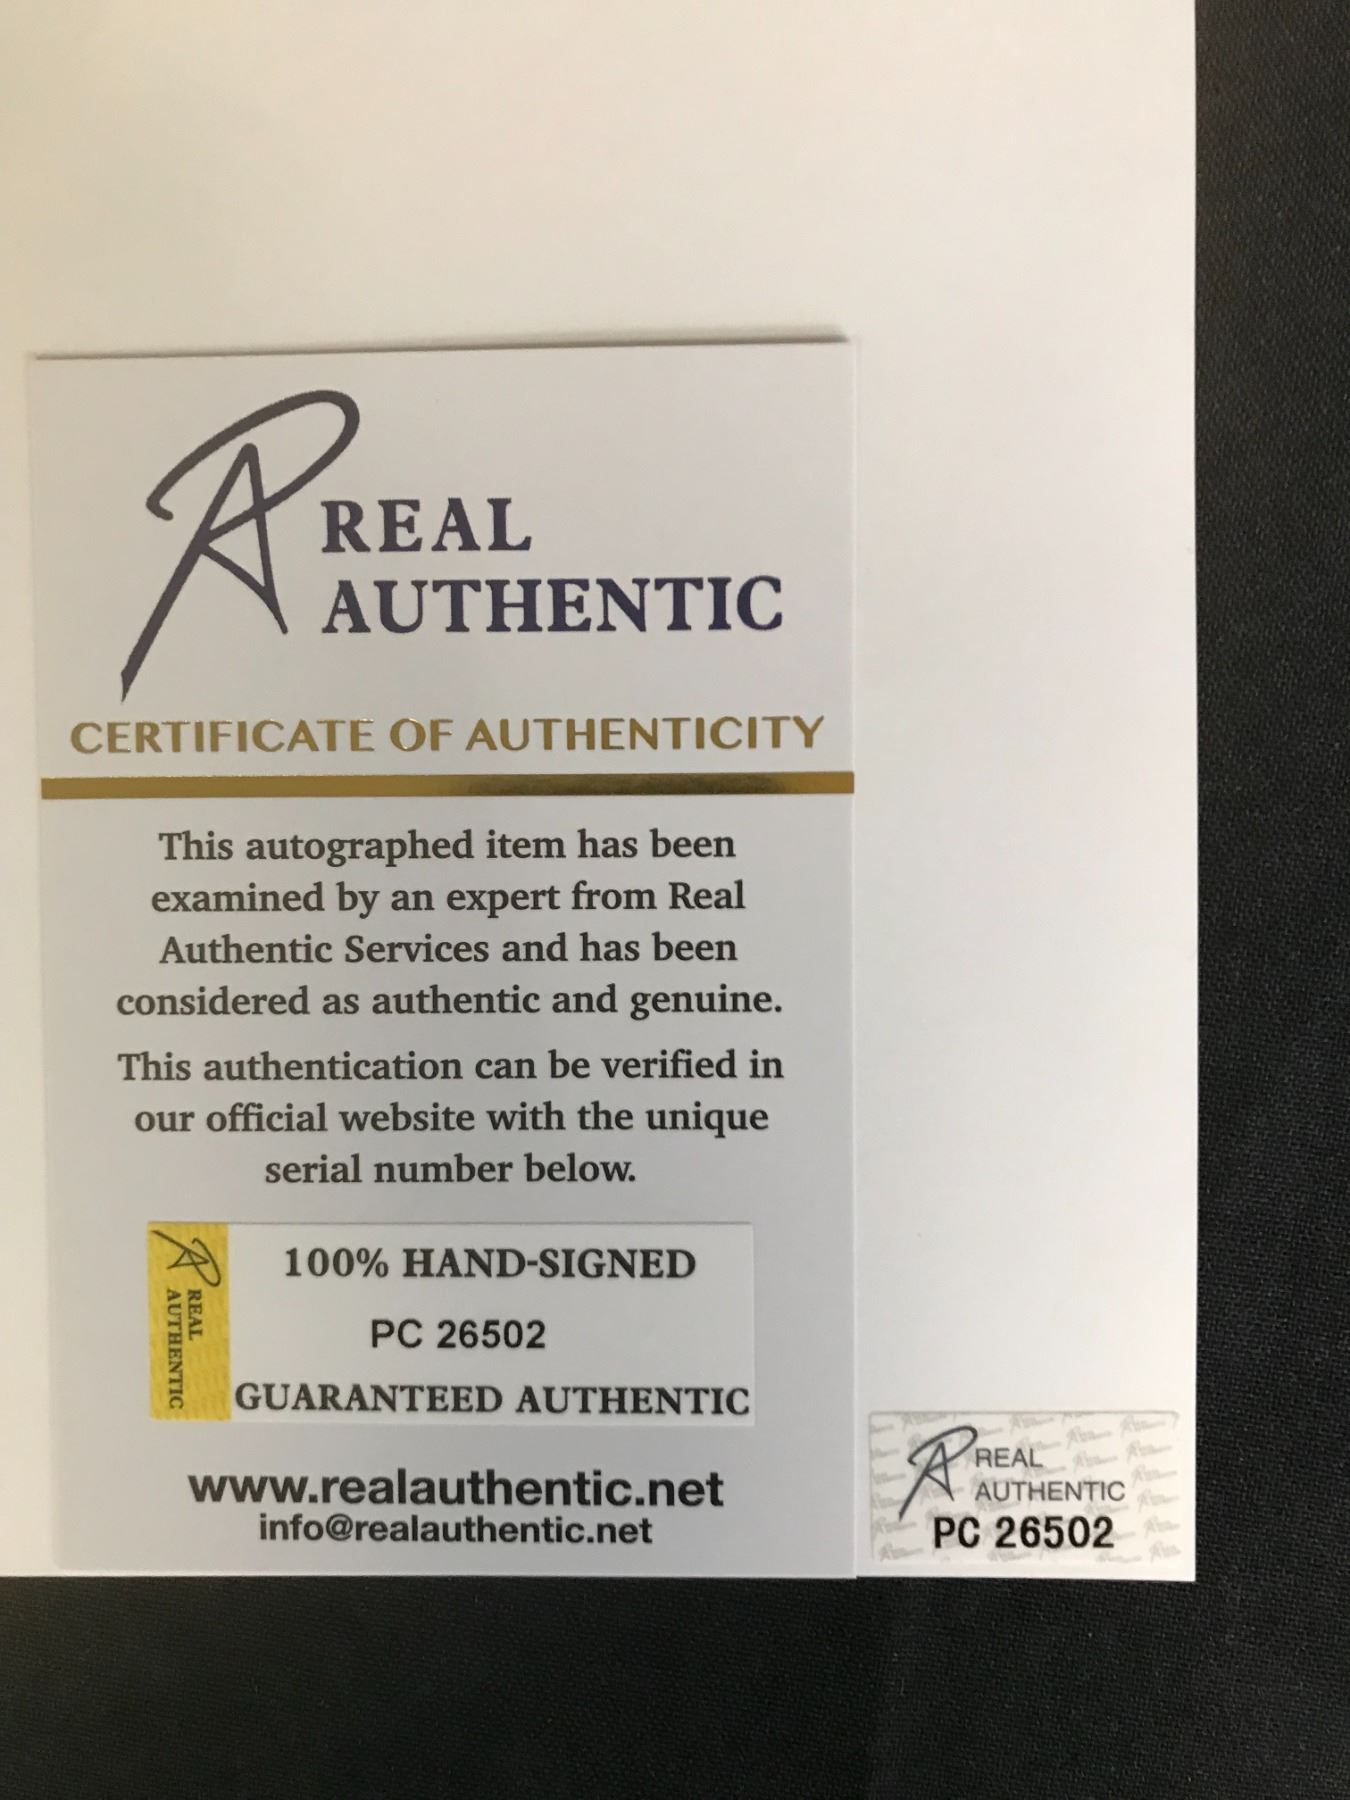 REAL
AUTHENTIC
CERTIFICATE OF AUTHENTICITY
This autographed item has been
examined by an expert from Real
Authentic Services and has been
considered as authentic and genuine.
This authentication can be verified in
our official website with the unique
serial number below.
REAL
AUTHENTIC
100% HAND-SIGNED
PC 26502
GUARANTEED AUTHENTIC
www.realauthentic.net
info@realauthentic.net
REAL
AUTHENTIC
PC 26502